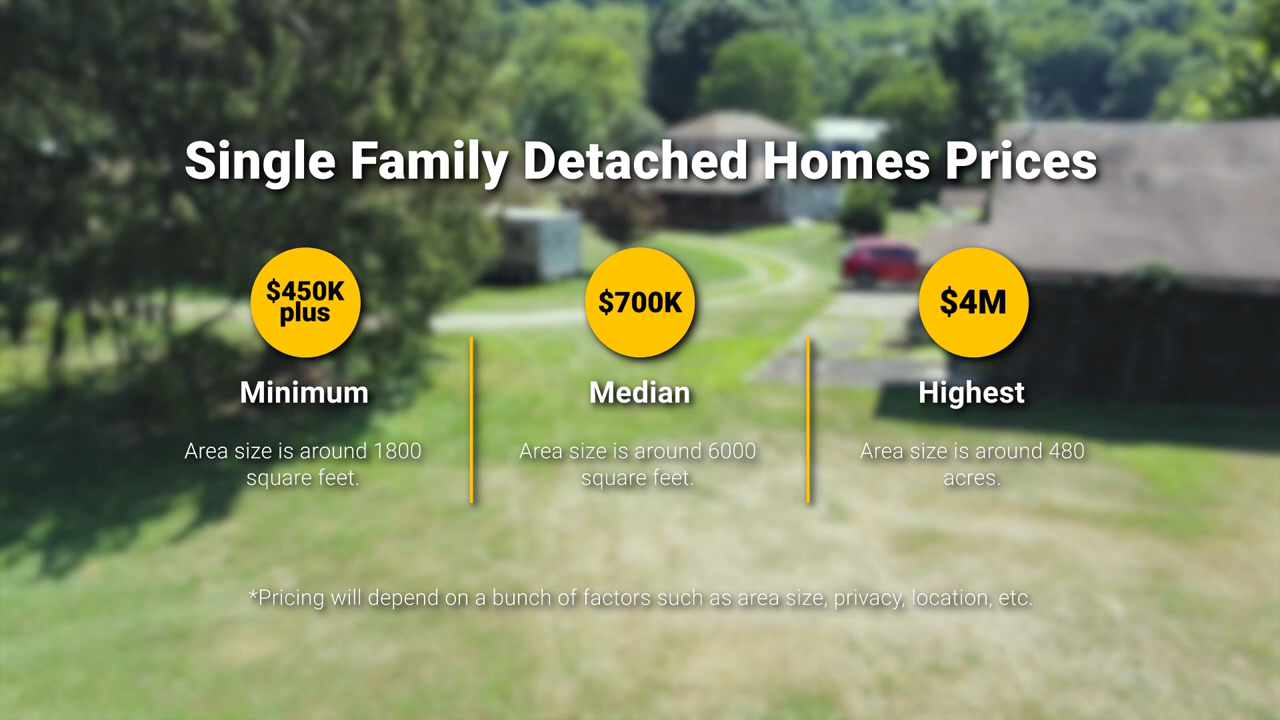 Single Family Detached Homes Prices
$450K
plus
Minimum
Area size is around 1800
square feet.
$700K
Median
Area size is around 6000
square feet.
$4M
Highest
Area size is around 480
acres.
*Pricing will depend on a bunch of factors such as area size, privacy, location, etc.